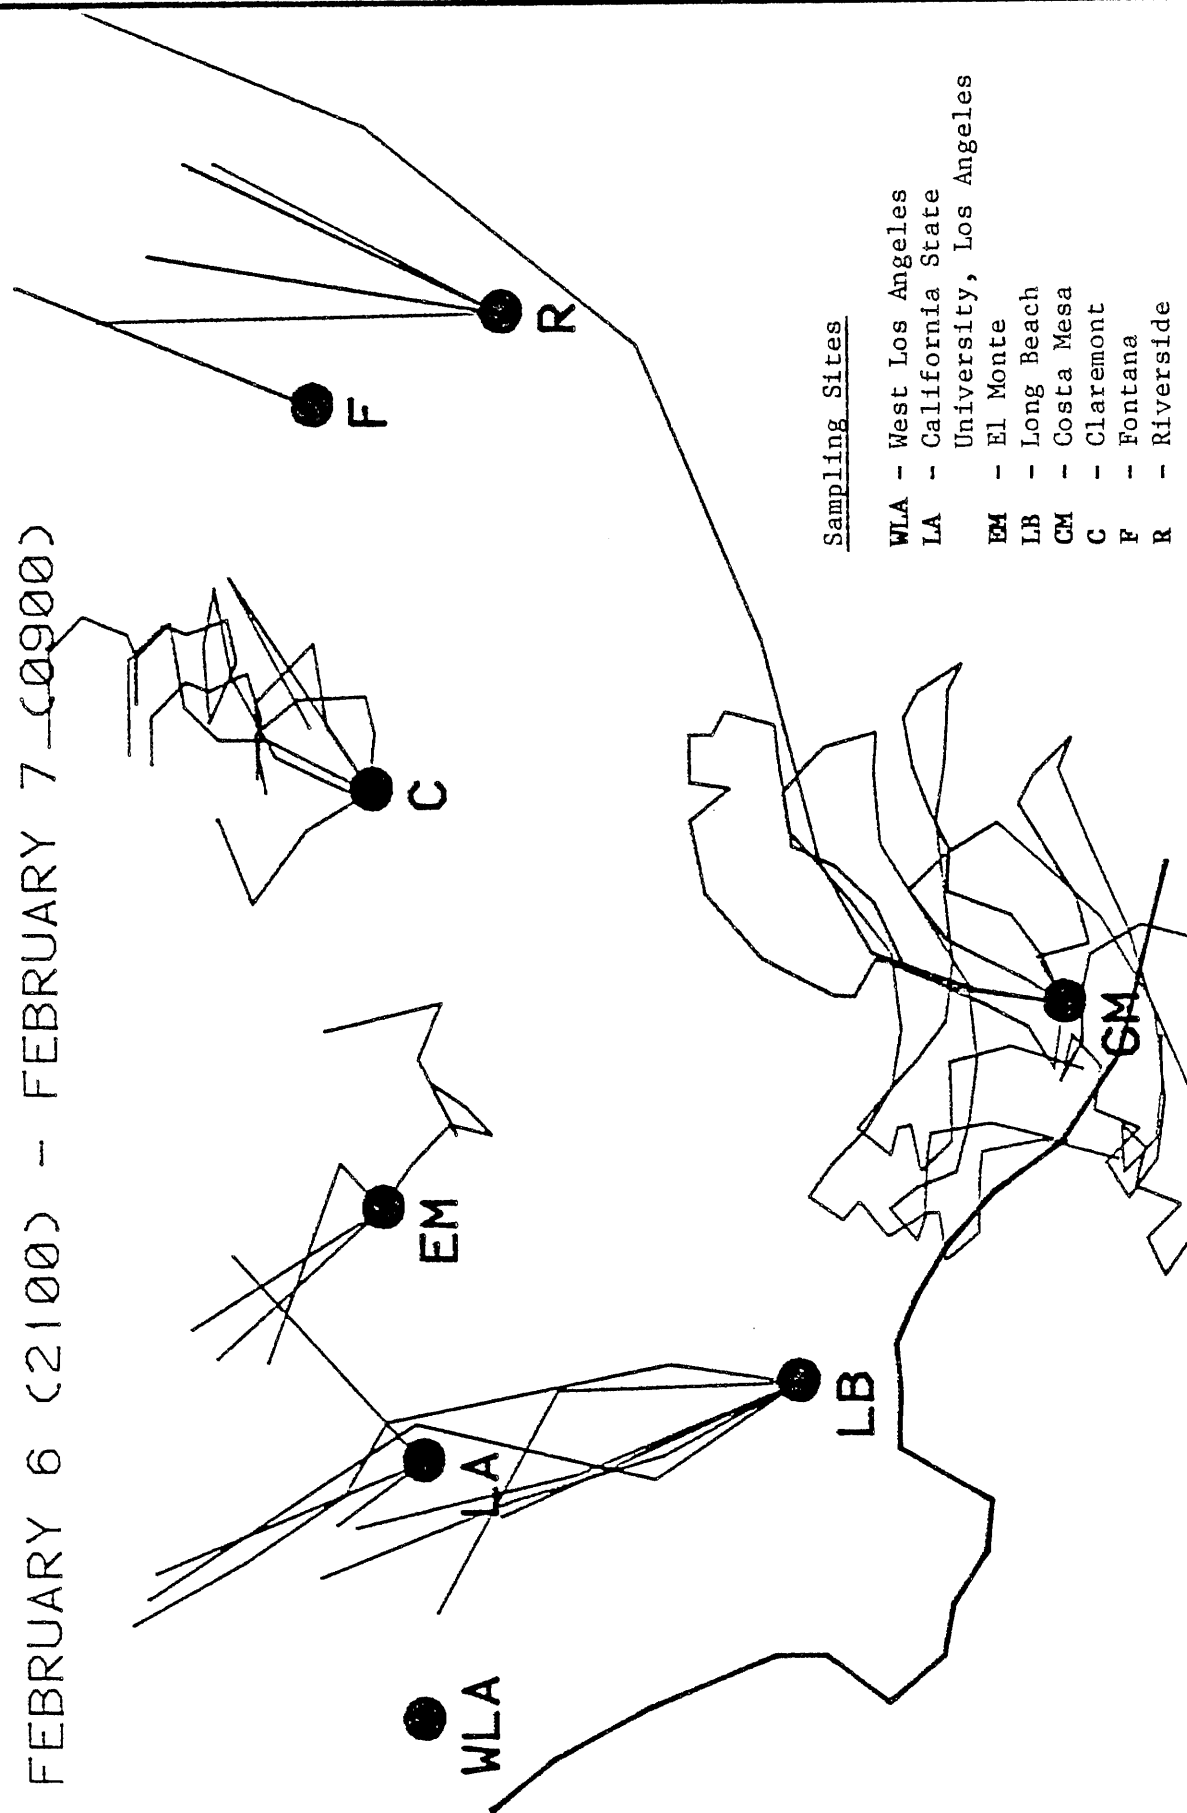 FEBRUARY 6 (2100) - FEBRUARY 7 (0900)
WLA
LA
EM
LB
CM
C
F
R
Sampling Sites
WLA - West Los Angeles
LA - California State
University, Los Angeles
EM - El Monte
LB - Long Beach
CM - Costa Mesa
C - Claremont
F - Fontana
R - Riverside